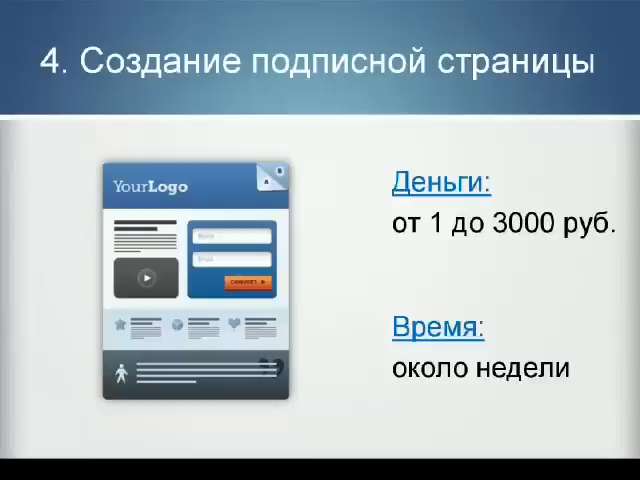 4. Создание подписной страницы
YourLogo
Деньги:
от 1 до 3000 руб.
Время:
около недели